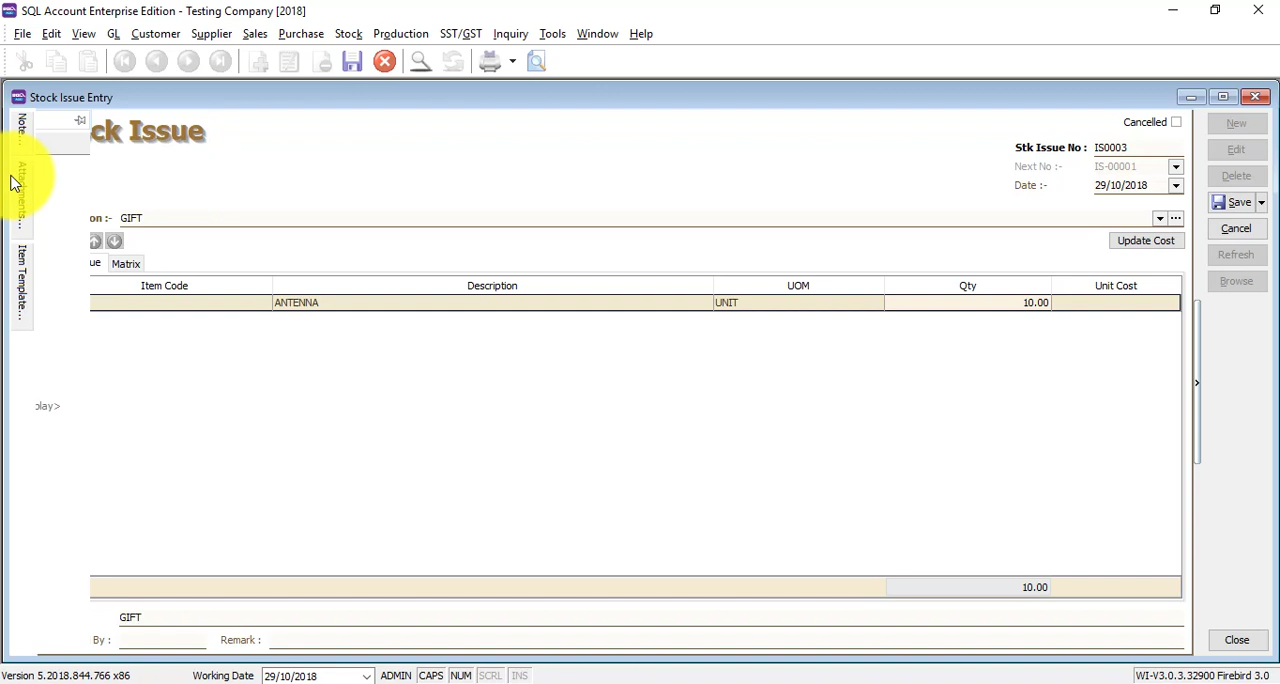 SQL Account Enterprise Edition - Testing Company [2018]
File Edit View GL Customer Supplier Sales Purchase Stock Production SST/GST Inquiry Tools Window Help
Stock Issue Entry
Note...
Attachments...
Item Template...
ck Issue
Cancelled
Stk Issue No : IS0003
Next No :- IS-00001
Date :- 29/10/2018
on :- GIFT
Update Cost
ue Matrix
Item Code Description UOM Qty Unit Cost
ANTENNA UNIT 10.00
play>
10.00
GIFT
By : Remark :
New
Edit
Delete
Save
Cancel
Refresh
Browse
Close
Version 5.2018.844.766 x86 Working Date 29/10/2018 ADMIN CAPS NUM SCRL INS WI-V3.0.3.32900 Firebird 3.0